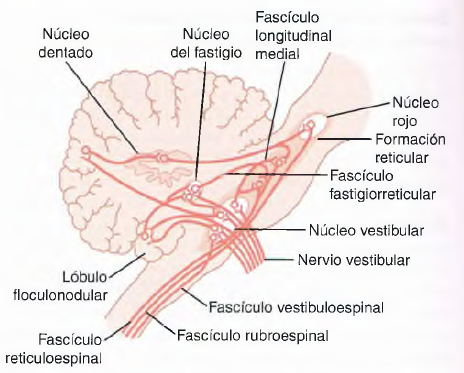 Núcleo
dentado
Núcleo
del fastigio
Fascículo
longitudinal
medial
Núcleo
rojo
Formación
reticular
Fascículo
fastigiorreticular
Núcleo vestibular
Nervio vestibular
Lóbulo
floculonodular
Fascículo vestibuloespinal
Fascículo rubroespinal
Fascículo
reticuloespinal